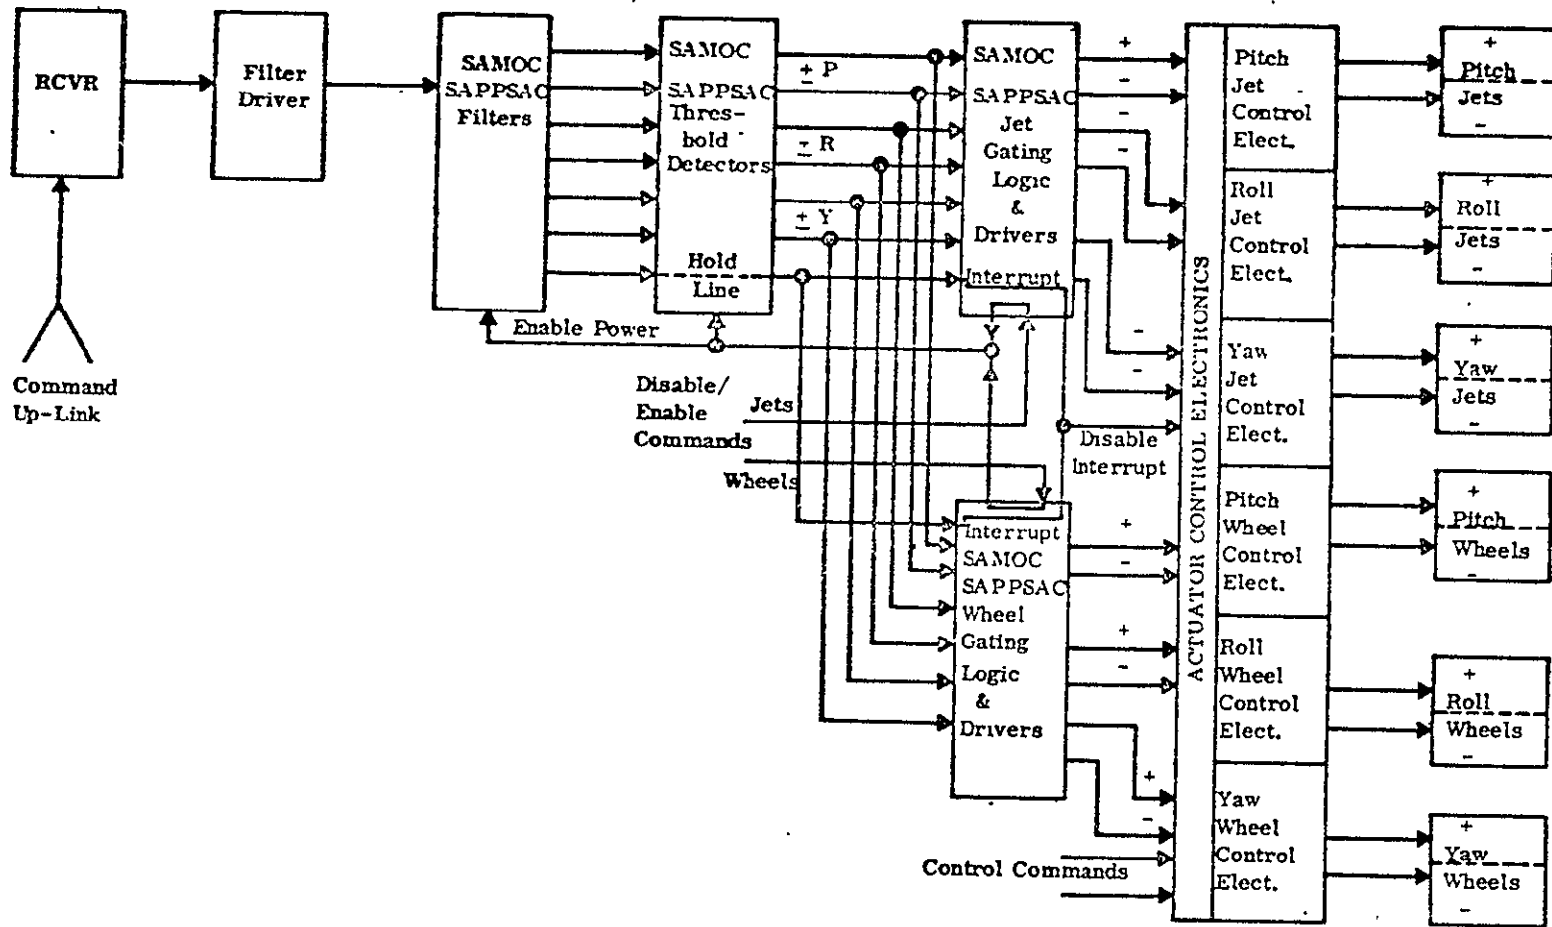 RCVR
Command
Up-Link
Filter
Driver
SAMOC
SAPPSAC
Filters
SAMOC
SAPPSAC
Thres-
hold
Detectors
Hold
Line
Enable Power
± P
± R
± Y
SAMOC
SAPPSAC
Jet
Gating
Logic
&
Drivers
Interrupt
Disable/
Enable
Commands
Jets
Wheels
Disable
Interrupt
Interrupt
SAMOC
SAPPSAC
Wheel
Gating
Logic
&
Drivers
+
-
-
-
-
-
+
-
+
-
+
-
Control Commands
ACTUATOR CONTROL ELECTRONICS
Pitch
Jet
Control
Elect.
Roll
Jet
Control
Elect.
Yaw
Jet
Control
Elect.
Pitch
Wheel
Control
Elect.
Roll
Wheel
Control
Elect.
Yaw
Wheel
Control
Elect.
+
Pitch
Jets
-
+
Roll
Jets
-
+
Yaw
Jets
-
+
Pitch
Wheels
-
+
Roll
Wheels
-
+
Yaw
Wheels
-